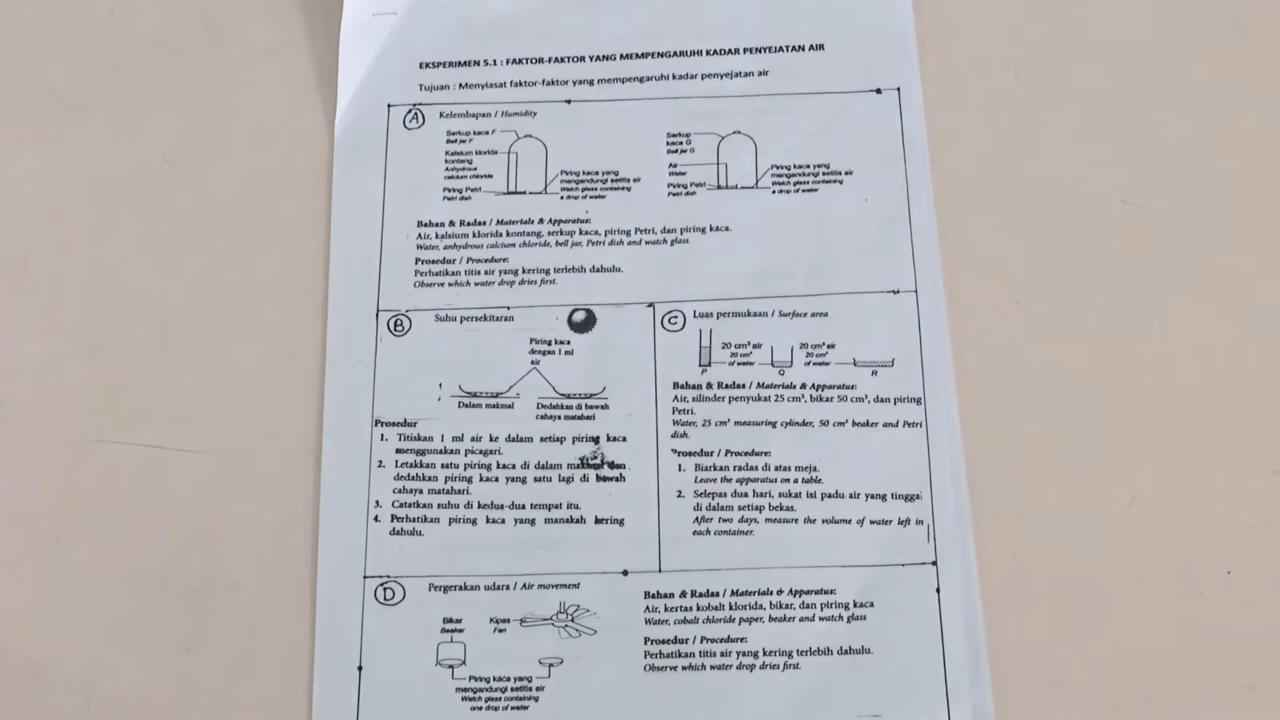 EKSPERIMEN 5.1 : FAKTOR-FAKTOR YANG MEMPENGARUHI KADAR PENYEJATAN AIR
Tujuan : Menyiasat faktor-faktor yang mempengaruhi kadar penyejatan air
A Kelembapan / Humidity
Serkup kaca F
Bell jar F
Kalsium klorida
kontang
Anhydrous
calcium chloride
Piring Petri
Petri dish
Piring kaca yang
mengandungi setitis air
Watch glass containing
a drop of water
Serkup
kaca G
Bell jar G
Air
Water
Piring Petri
Petri dish
Piring kaca yang
mengandungi setitis air
Watch glass containing
a drop of water
Bahan & Radas / Materials & Apparatus:
Air, kalsium klorida kontang, serkup kaca, piring Petri, dan piring kaca.
Water, anhydrous calcium chloride, bell jar, Petri dish and watch glass.
Prosedur / Procedure:
Perhatikan titis air yang kering terlebih dahulu.
Observe which water drop dries first.
B Suhu persekitaran
Piring kaca
dengan 1 ml
air
Dalam makmal
Dedahkan di bawah
cahaya matahari
Prosedur
1. Titiskan 1 ml air ke dalam setiap piring kaca
menggunakan picagari.
2. Letakkan satu piring kaca di dalam makmal dan
dedahkan piring kaca yang satu lagi di bawah
cahaya matahari.
3. Catatkan suhu di kedua-dua tempat itu.
4. Perhatikan piring kaca yang manakah kering
dahulu.
C Luas permukaan / Surface area
20 cm³ air
20 cm³
of water
20 cm³ air
20 cm³
of water
P Q R
Bahan & Radas / Materials & Apparatus:
Air, silinder penyukat 25 cm³, bikar 50 cm³, dan piring
Petri.
Water, 25 cm³ measuring cylinder, 50 cm³ beaker and Petri
dish.
Prosedur / Procedure:
1. Biarkan radas di atas meja.
Leave the apparatus on a table.
2. Selepas dua hari, sukat isi padu air yang tinggal
di dalam setiap bekas.
After two days, measure the volume of water left in
each container.
D Pergerakan udara / Air movement
Bikar
Beaker
Kipas
Fan
Piring kaca yang
mengandungi setitis air
Watch glass containing
one drop of water
Bahan & Radas / Materials & Apparatus:
Air, kertas kobalt klorida, bikar, dan piring kaca
Water, cobalt chloride paper, beaker and watch glass
Prosedur / Procedure:
Perhatikan titis air yang kering terlebih dahulu.
Observe which water drop dries first.